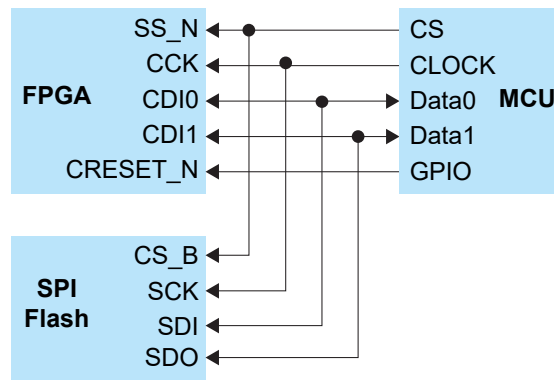 SS_N
CS
CCK
CLOCK
FPGA
CDI0
Data0
MCU
CDI1
Data1
CRESET_N
GPIO
CS_B
SPI
Flash
SCK
SDI
SDO